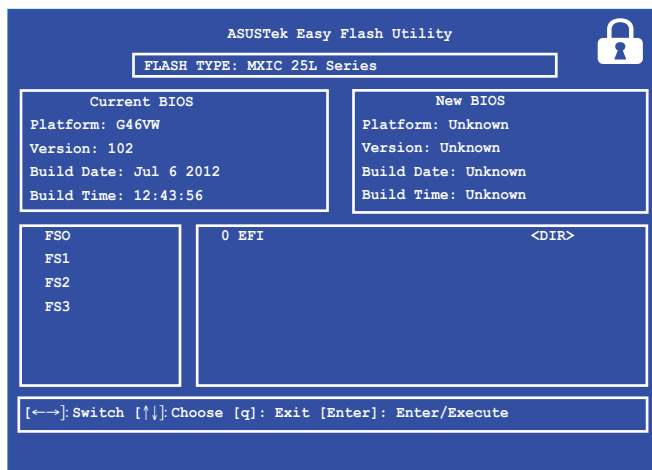 ASUSTek Easy Flash Utility
FLASH TYPE: MXIC 25L Series
Current BIOS
Platform: G46VW
Version: 102
Build Date: Jul 6 2012
Build Time: 12:43:56
New BIOS
Platform: Unknown
Version: Unknown
Build Date: Unknown
Build Time: Unknown
FSO
FS1
FS2
FS3
0 EFI <DIR>
[←→]: Switch [↑↓]: Choose [q]: Exit [Enter]: Enter/Execute